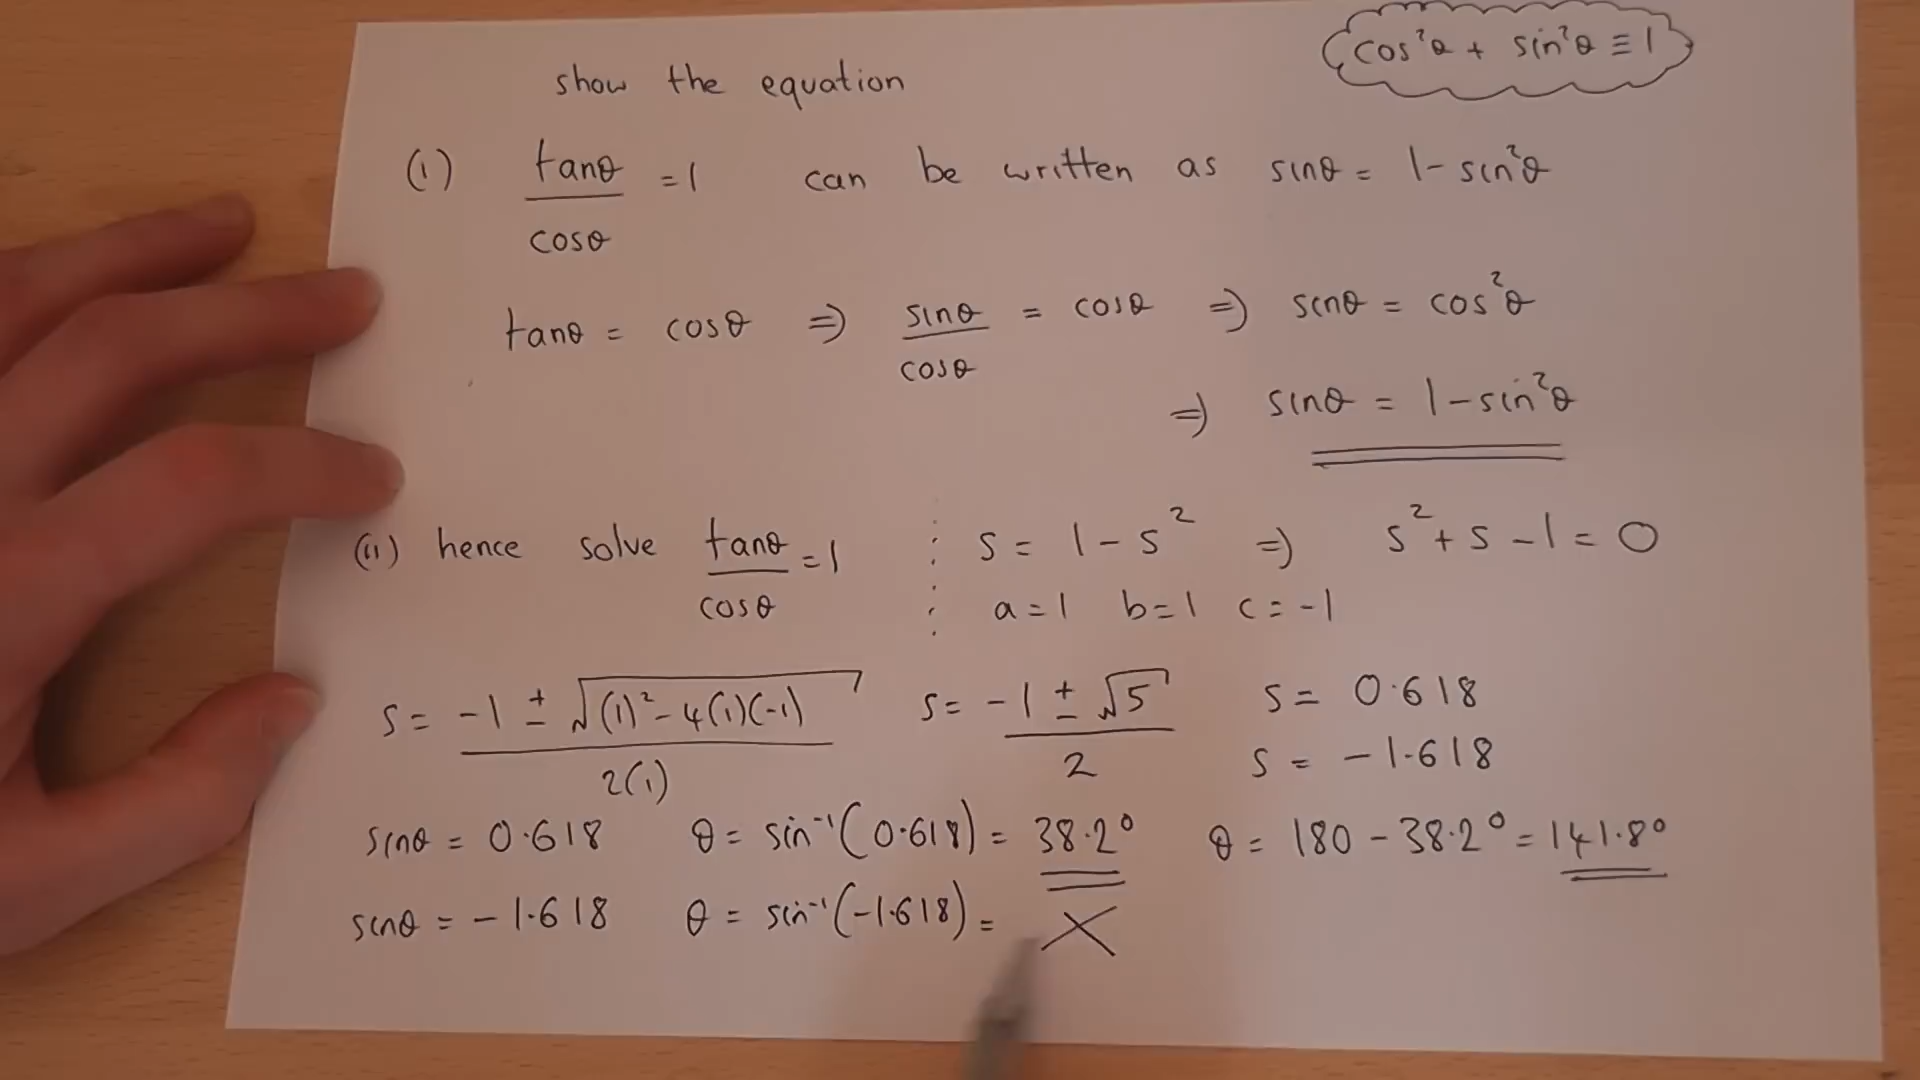 cos²θ + sin²θ ≡ 1
show the equation
(i) tanθ/cosθ = 1 can be written as sinθ = 1 - sin²θ
tanθ = cosθ ⇒ sinθ/cosθ = cosθ ⇒ sinθ = cos²θ
⇒ sinθ = 1 - sin²θ
(ii) hence solve tanθ/cosθ = 1 ⋮ s = 1 - s² ⇒ s² + s - 1 = 0
a = 1 b = 1 c = -1
s = (-1 ± √((1)² - 4(1)(-1)))/2(1) s = (-1 ± √5)/2 s = 0.618
s = -1.618
sinθ = 0.618 θ = sin⁻¹(0.618) = 38.2° θ = 180 - 38.2° = 141.8°
sinθ = -1.618 θ = sin⁻¹(-1.618) = ✗